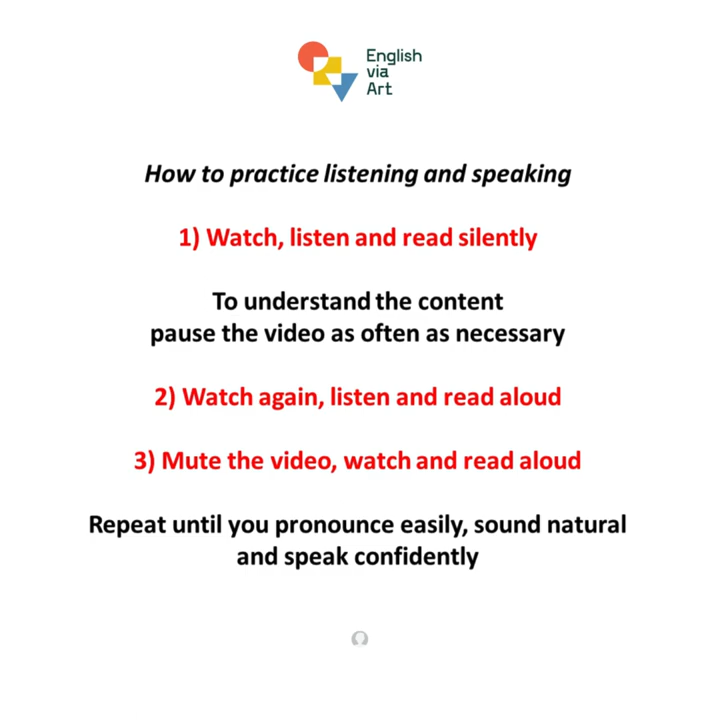 English
via
Art
How to practice listening and speaking
1) Watch, listen and read silently
To understand the content
pause the video as often as necessary
2) Watch again, listen and read aloud
3) Mute the video, watch and read aloud
Repeat until you pronounce easily, sound natural
and speak confidently